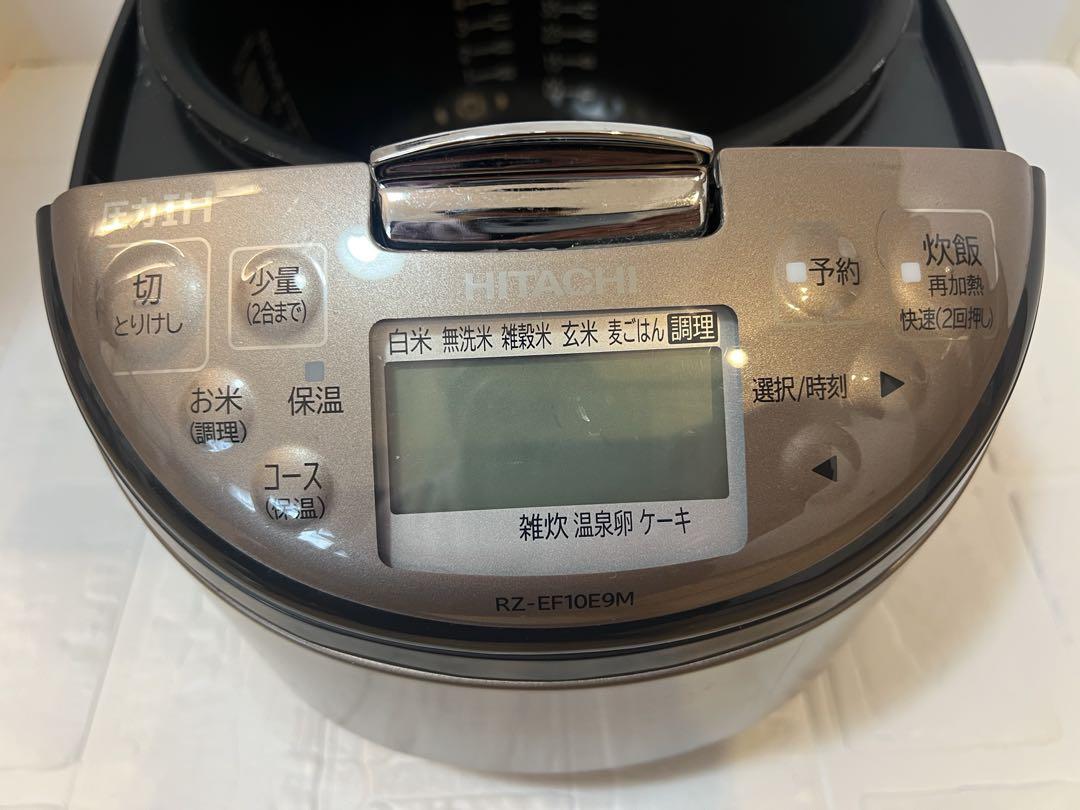 圧力IH
HITACHI
切
とりけし
少量
(2合まで)
予約
炊飯
再加熱
快速(2回押し)
白米 無洗米 雑穀米 玄米 麦ごはん 調理
お米
(調理)
保温
選択/時刻 ▶
コース
(保温)
◀
雑炊 温泉卵 ケーキ
RZ-EF10E9M